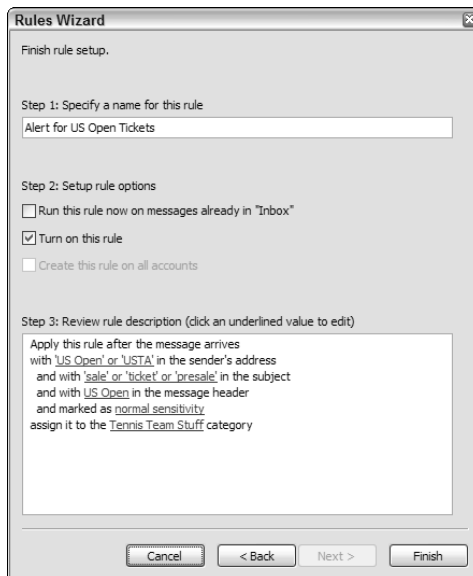 Rules Wizard
Finish rule setup.
Step 1: Specify a name for this rule
Alert for US Open Tickets
Step 2: Setup rule options
Run this rule now on messages already in "Inbox"
Turn on this rule
Create this rule on all accounts
Step 3: Review rule description (click an underlined value to edit)
Apply this rule after the message arrives
with 'US Open' or 'USTA' in the sender's address
and with 'sale' or 'ticket' or 'presale' in the subject
and with US Open in the message header
and marked as normal sensitivity
assign it to the Tennis Team Stuff category
Cancel
< Back
Next >
Finish